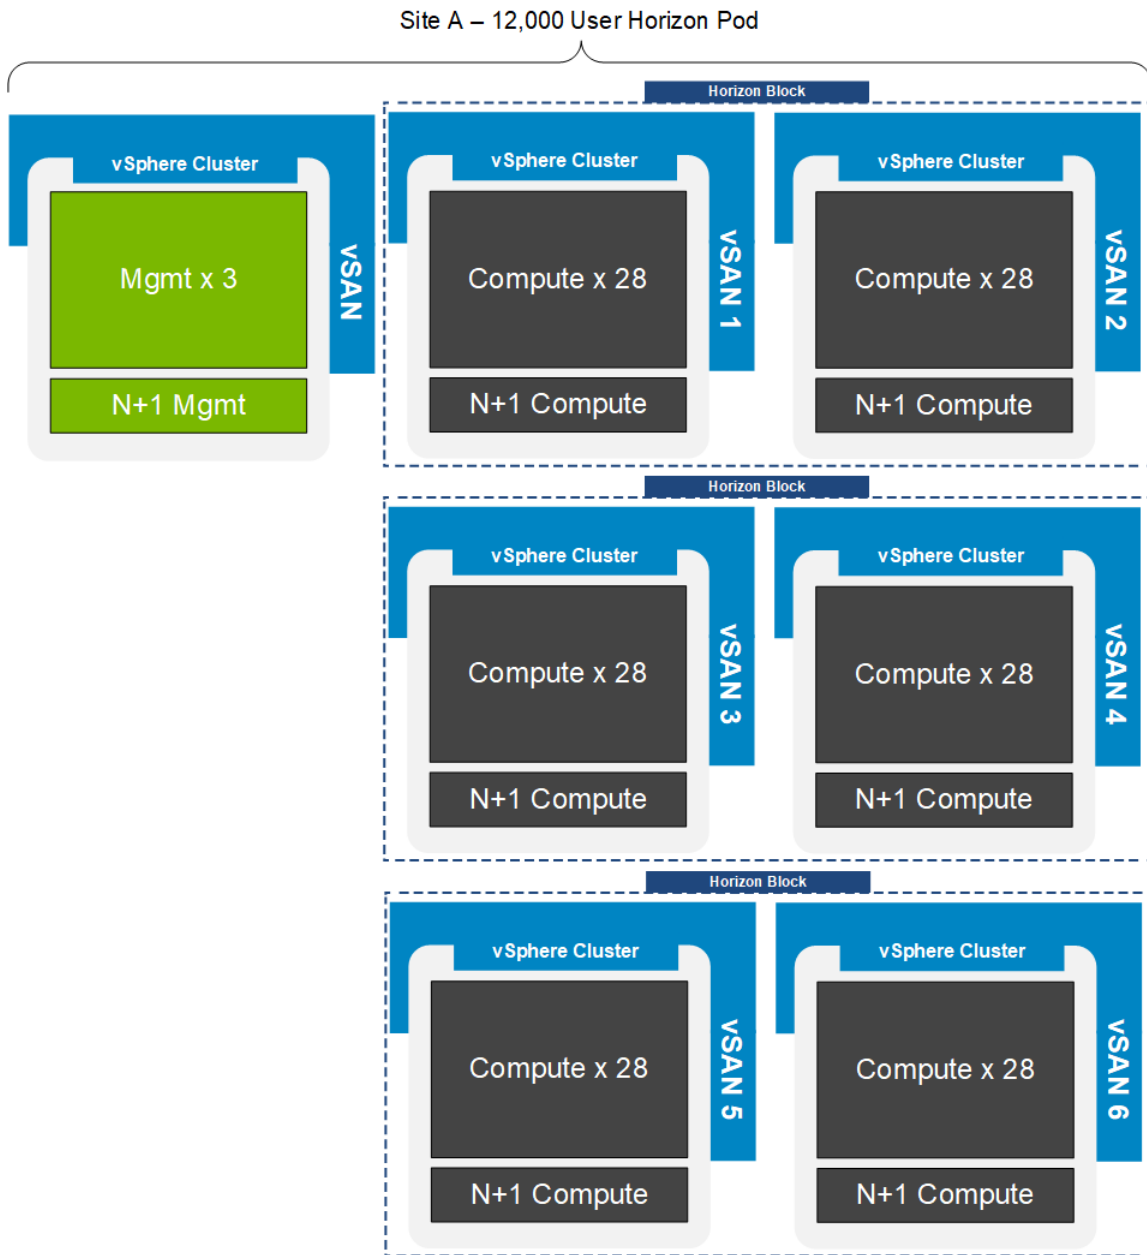 Site A – 12,000 User Horizon Pod
Horizon Block
vSphere Cluster
Mgmt x 3
N+1 Mgmt
vSAN
vSphere Cluster
Compute x 28
N+1 Compute
vSAN 1
vSphere Cluster
Compute x 28
N+1 Compute
vSAN 2
Horizon Block
vSphere Cluster
Compute x 28
N+1 Compute
vSAN 3
vSphere Cluster
Compute x 28
N+1 Compute
vSAN 4
Horizon Block
vSphere Cluster
Compute x 28
N+1 Compute
vSAN 5
vSphere Cluster
Compute x 28
N+1 Compute
vSAN 6